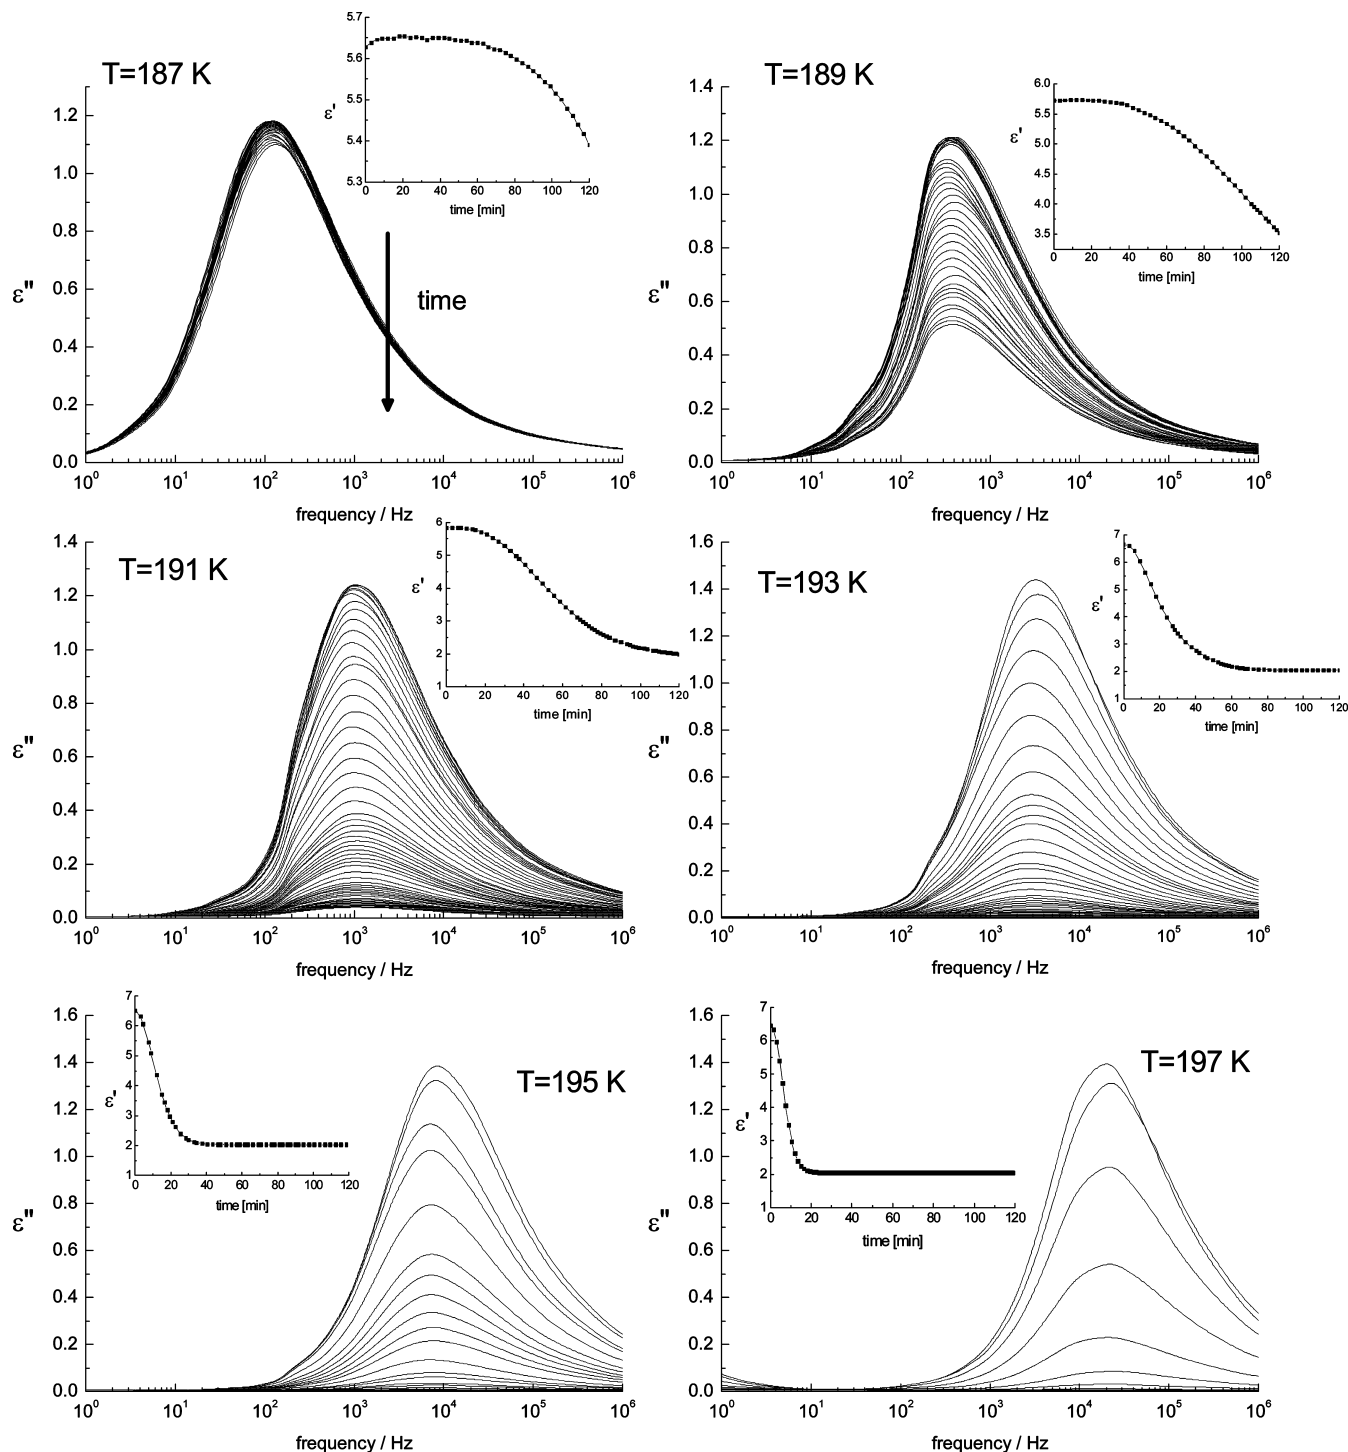 T=187 K
5.7
5.6
5.5
5.4
5.3
ε'
0 20 40 60 80 100 120
time [min]
1.2
1.0
0.8
0.6
0.4
0.2
0.0
ε"
time
10^0 10^1 10^2 10^3 10^4 10^5 10^6
frequency / Hz
T=189 K
6.0
5.5
5.0
4.5
4.0
3.5
ε'
0 20 40 60 80 100 120
time [min]
1.4
1.2
1.0
0.8
0.6
0.4
0.2
0.0
ε"
10^0 10^1 10^2 10^3 10^4 10^5 10^6
frequency / Hz
T=191 K
6
5
4
3
2
1
ε'
0 20 40 60 80 100 120
time [min]
1.4
1.2
1.0
0.8
0.6
0.4
0.2
0.0
ε"
10^0 10^1 10^2 10^3 10^4 10^5 10^6
frequency / Hz
T=193 K
7
6
5
4
3
2
1
ε'
0 20 40 60 80 100 120
time [min]
1.6
1.4
1.2
1.0
0.8
0.6
0.4
0.2
0.0
ε"
10^0 10^1 10^2 10^3 10^4 10^5 10^6
frequency / Hz
T=195 K
7
6
5
4
3
2
1
ε'
0 20 40 60 80 100 120
time [min]
1.6
1.4
1.2
1.0
0.8
0.6
0.4
0.2
0.0
ε"
10^0 10^1 10^2 10^3 10^4 10^5 10^6
frequency / Hz
T=197 K
7
6
5
4
3
2
1
ε'
0 20 40 60 80 100 120
time [min]
1.6
1.4
1.2
1.0
0.8
0.6
0.4
0.2
0.0
ε"
10^0 10^1 10^2 10^3 10^4 10^5 10^6
frequency / Hz